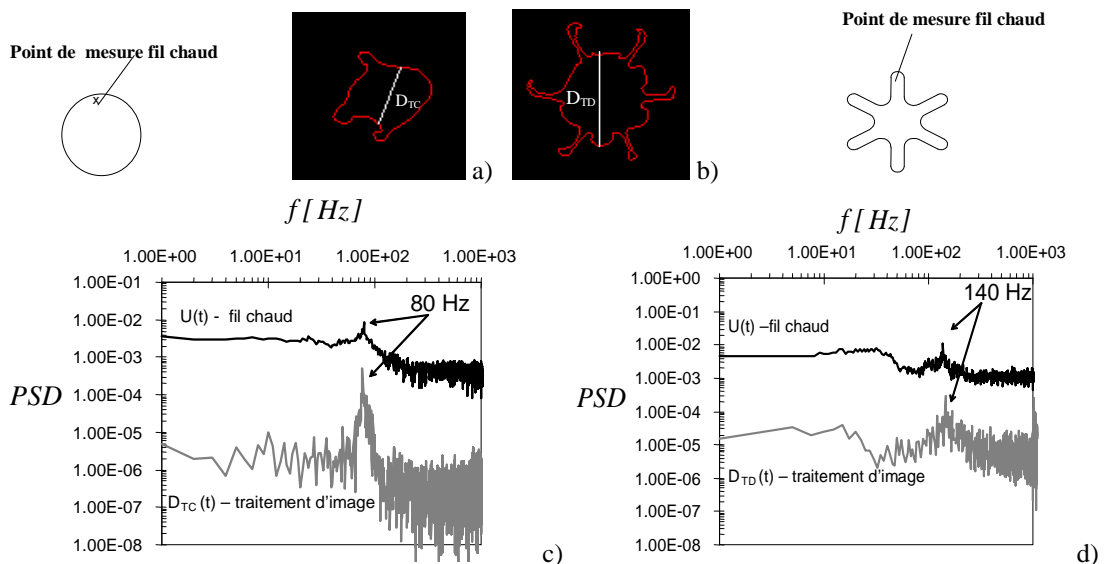 Point de mesure fil chaud
Point de mesure fil chaud
x
D_TC
a)
D_TD
b)
f [ Hz ]
1.00E+00 1.00E+01 1.00E+02 1.00E+03
1.00E-01
1.00E-02
1.00E-03
1.00E-04
1.00E-05
1.00E-06
1.00E-07
1.00E-08
PSD
80 Hz
U(t) - fil chaud
D_TC (t) – traitement d'image
c)
f [ Hz ]
1.00E+00 1.00E+01 1.00E+02 1.00E+03
1.00E+00
1.00E-01
1.00E-02
1.00E-03
1.00E-04
1.00E-05
1.00E-06
1.00E-07
1.00E-08
PSD
140 Hz
U(t) –fil chaud
D_TD(t) – traitement d'image
d)